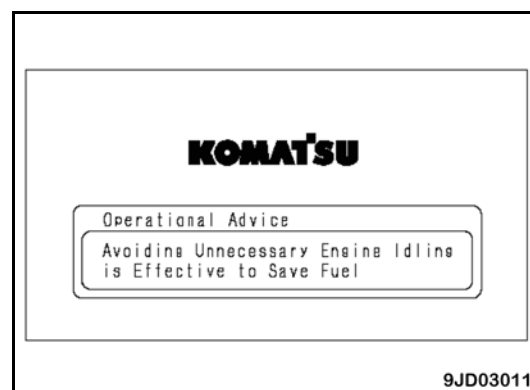 KOMATSU
Operational Advice
Avoiding Unnecessary Engine Idling
is Effective to Save Fuel
9JD03011